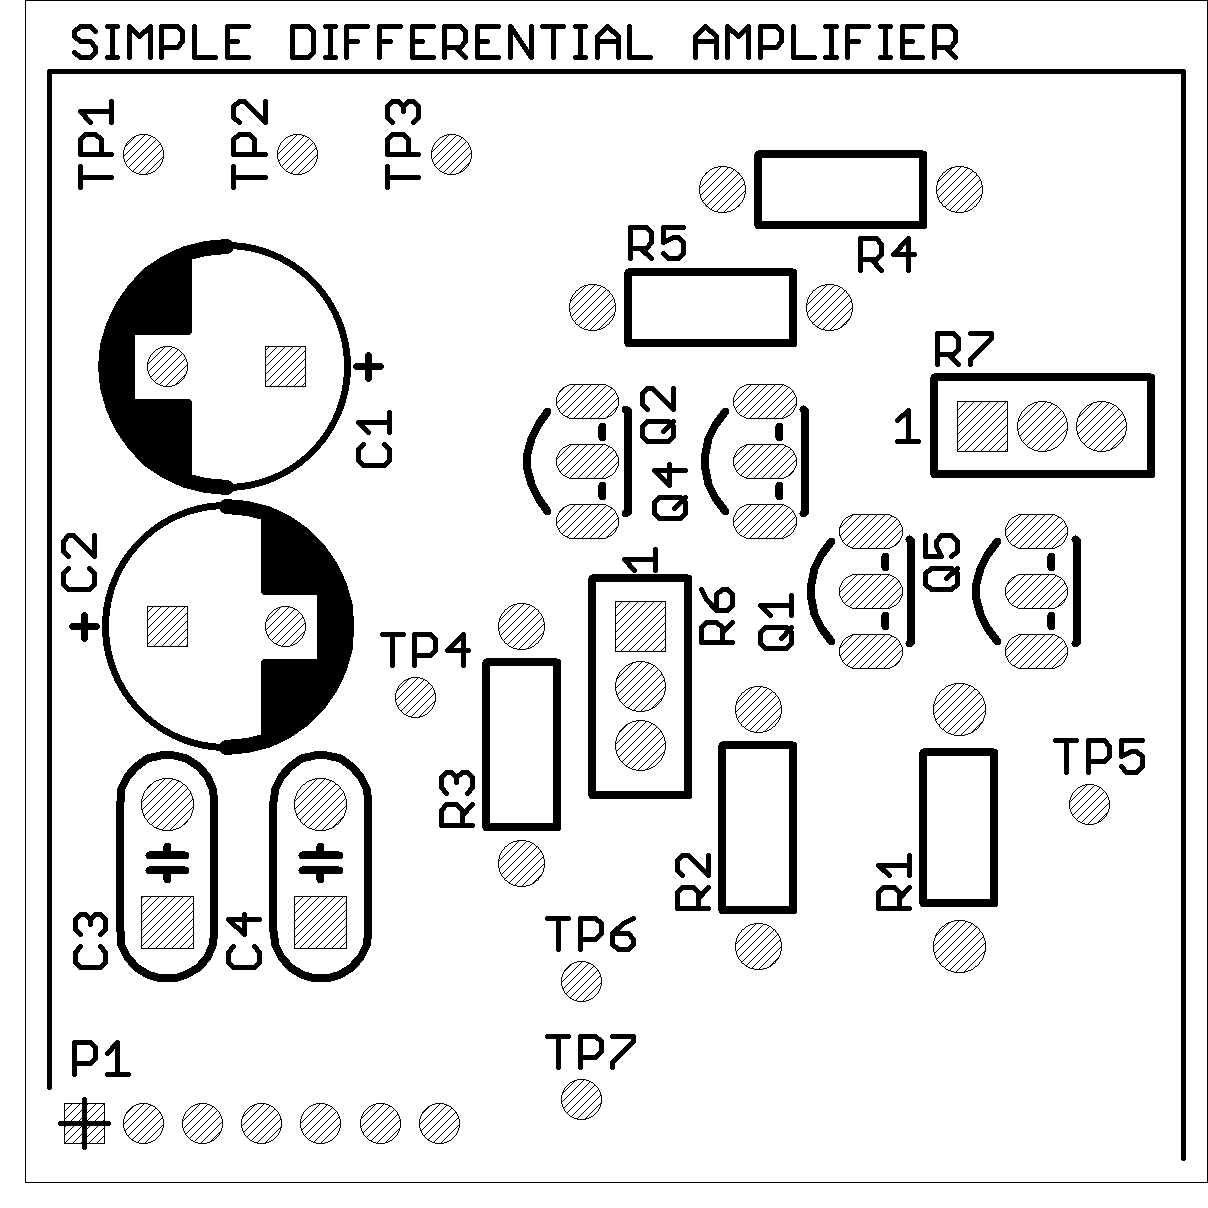 SIMPLE DIFFERENTIAL AMPLIFIER
TP1
TP2
TP3
R4
R5
R7
1
+
C1
Q2
Q4
C2
+
1
R6
Q1
Q5
TP4
R3
TP5
R2
R1
C3
C4
TP6
TP7
P1